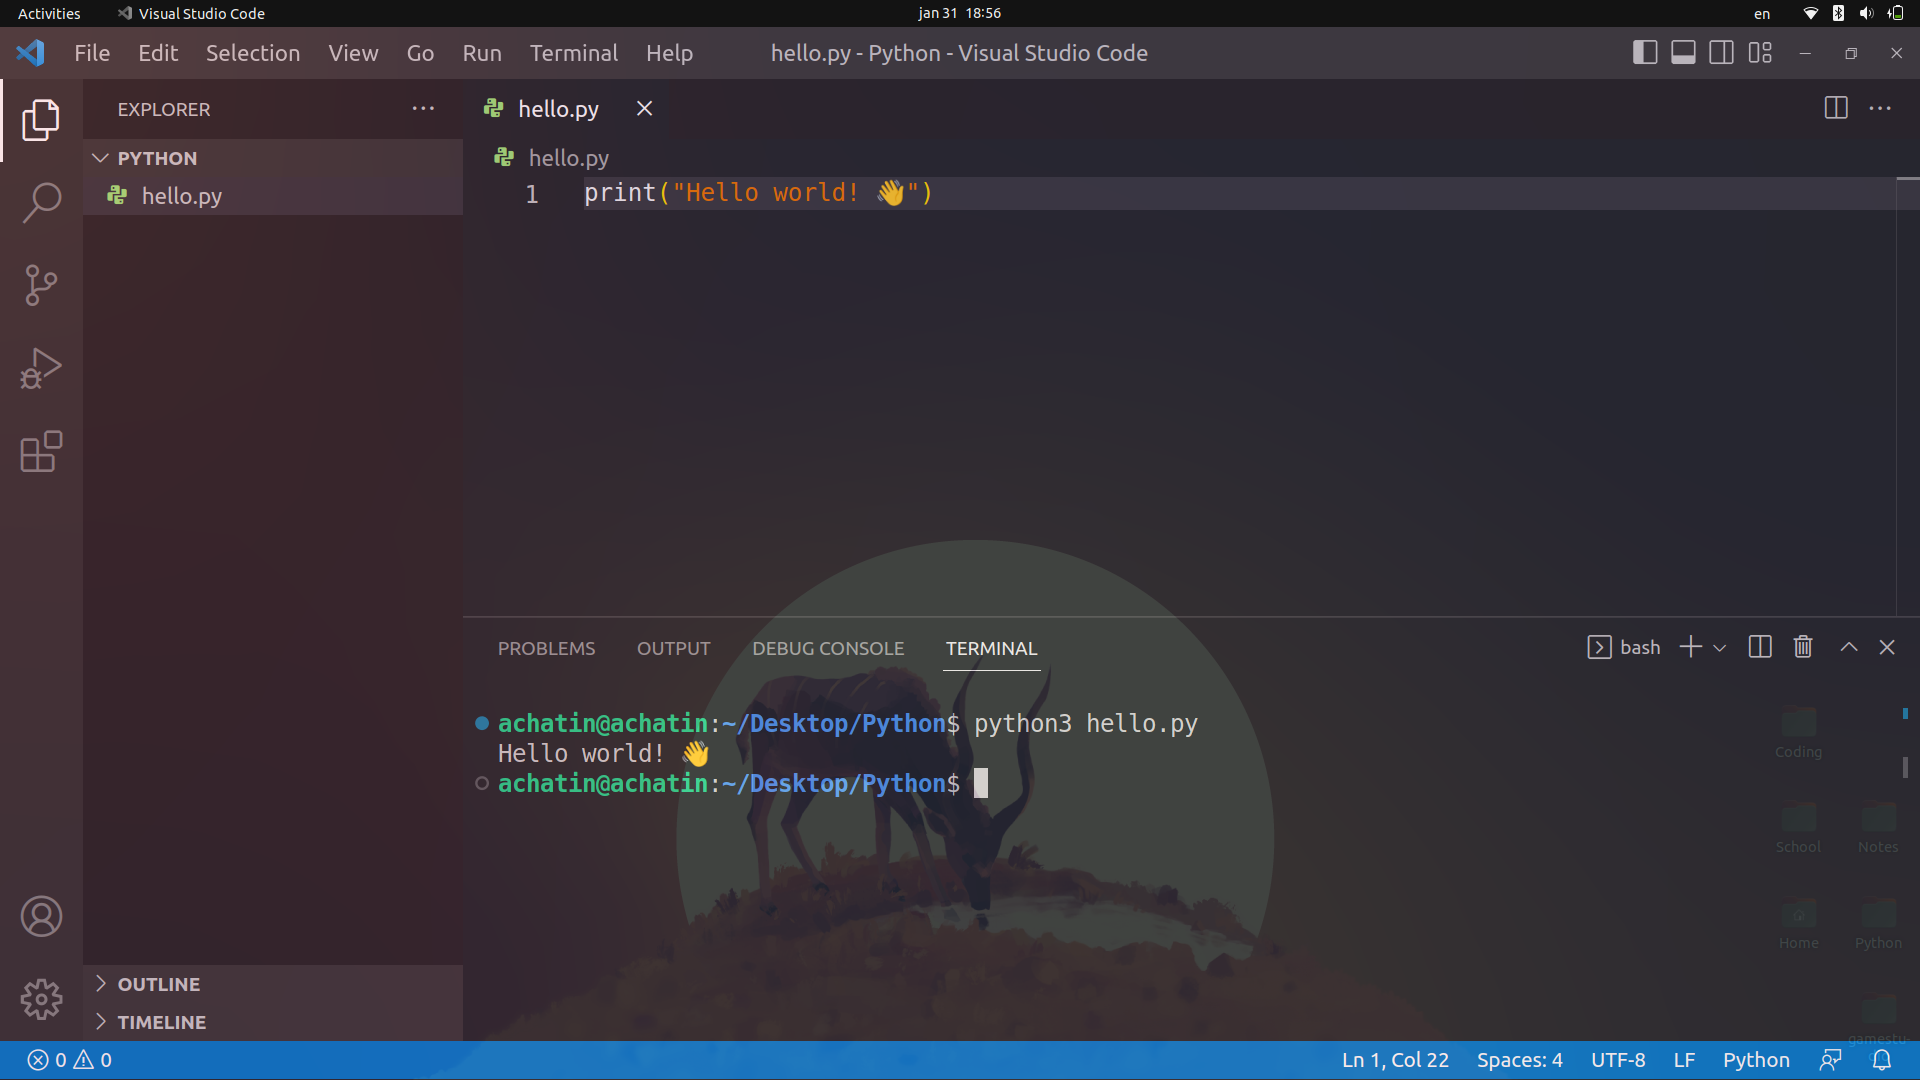 Activities Visual Studio Code jan 31 18:56 en
File Edit Selection View Go Run Terminal Help hello.py - Python - Visual Studio Code
EXPLORER
PYTHON
hello.py
OUTLINE
TIMELINE
hello.py
hello.py
1 print("Hello world! 👋")
PROBLEMS OUTPUT DEBUG CONSOLE TERMINAL bash
achatin@achatin:~/Desktop/Python$ python3 hello.py
Hello world! 👋
achatin@achatin:~/Desktop/Python$
Coding
School Notes
Home Python
0 0 Ln 1, Col 22 Spaces: 4 UTF-8 LF Python